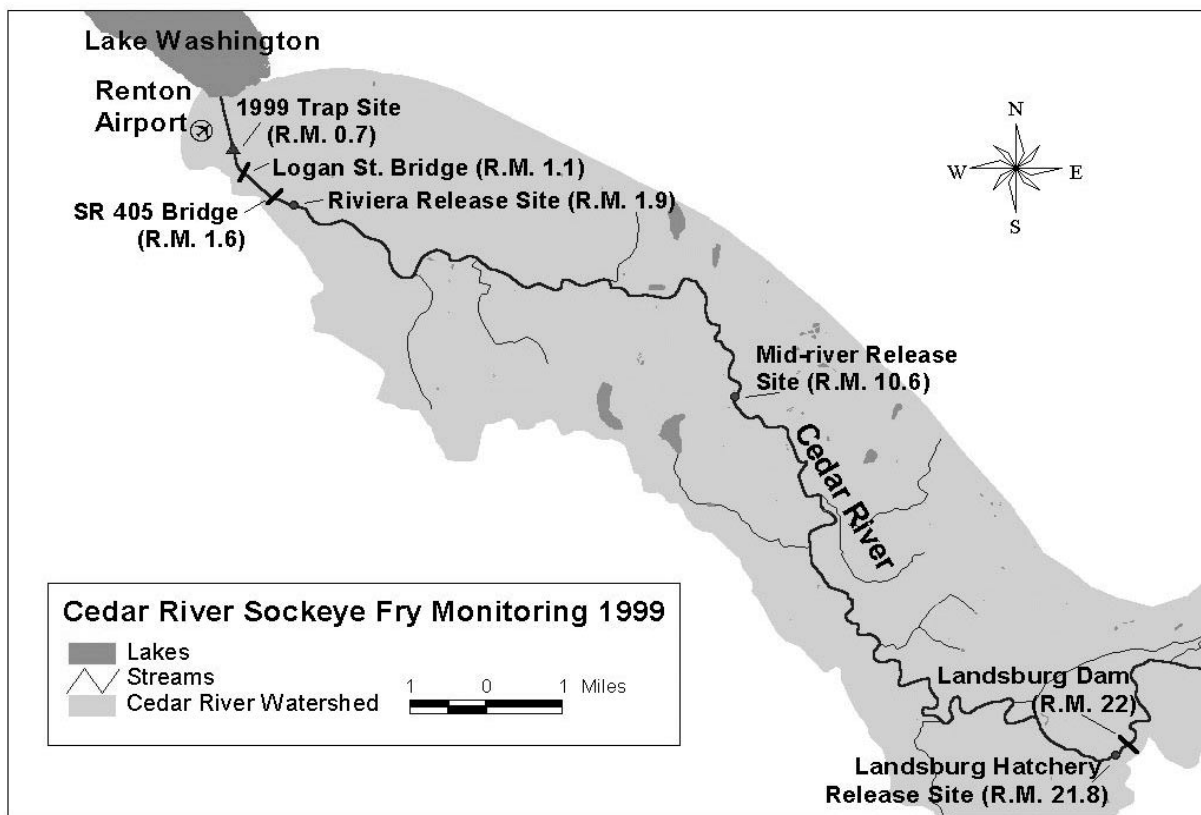 Lake Washington
Renton
Airport
1999 Trap Site
(R.M. 0.7)
Logan St. Bridge (R.M. 1.1)
SR 405 Bridge
(R.M. 1.6)
Riviera Release Site (R.M. 1.9)
N
W
E
S
Mid-river Release
Site (R.M. 10.6)
Cedar River
Landsburg Dam
(R.M. 22)
Landsburg Hatchery
Release Site (R.M. 21.8)
Cedar River Sockeye Fry Monitoring 1999
Lakes
Streams
Cedar River Watershed
1 0 1 Miles